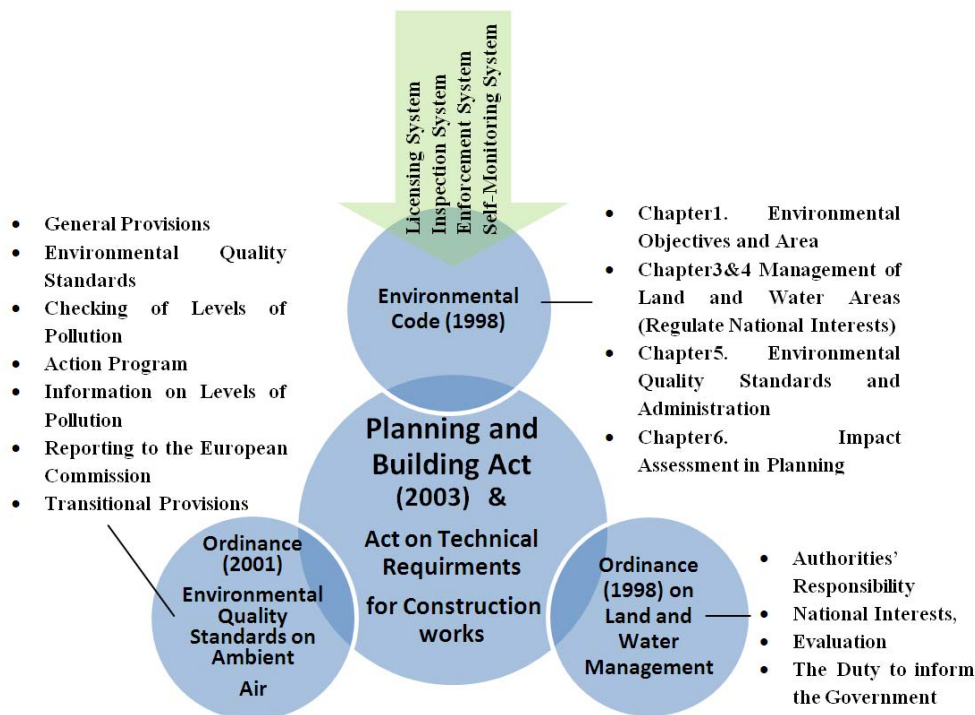 Licensing System
Inspection System
Enforcement System
Self-Monitoring System
• General Provisions
• Environmental Quality
Standards
• Checking of Levels of
Pollution
• Action Program
• Information on Levels of
Pollution
• Reporting to the European
Commission
• Transitional Provisions
Environmental
Code (1998)
• Chapter1. Environmental
Objectives and Area
• Chapter3&4 Management of
Land and Water Areas
(Regulate National Interests)
• Chapter5. Environmental
Quality Standards and
Administration
• Chapter6. Impact
Assessment in Planning
Planning and
Building Act
(2003) &
Act on Technical
Requirments
for Construction
works
Ordinance
(2001)
Environmental
Quality
Standards on
Ambient
Air
Ordinance
(1998) on
Land and
Water
Management
• Authorities’
Responsibility
• National Interests,
• Evaluation
• The Duty to inform
the Government